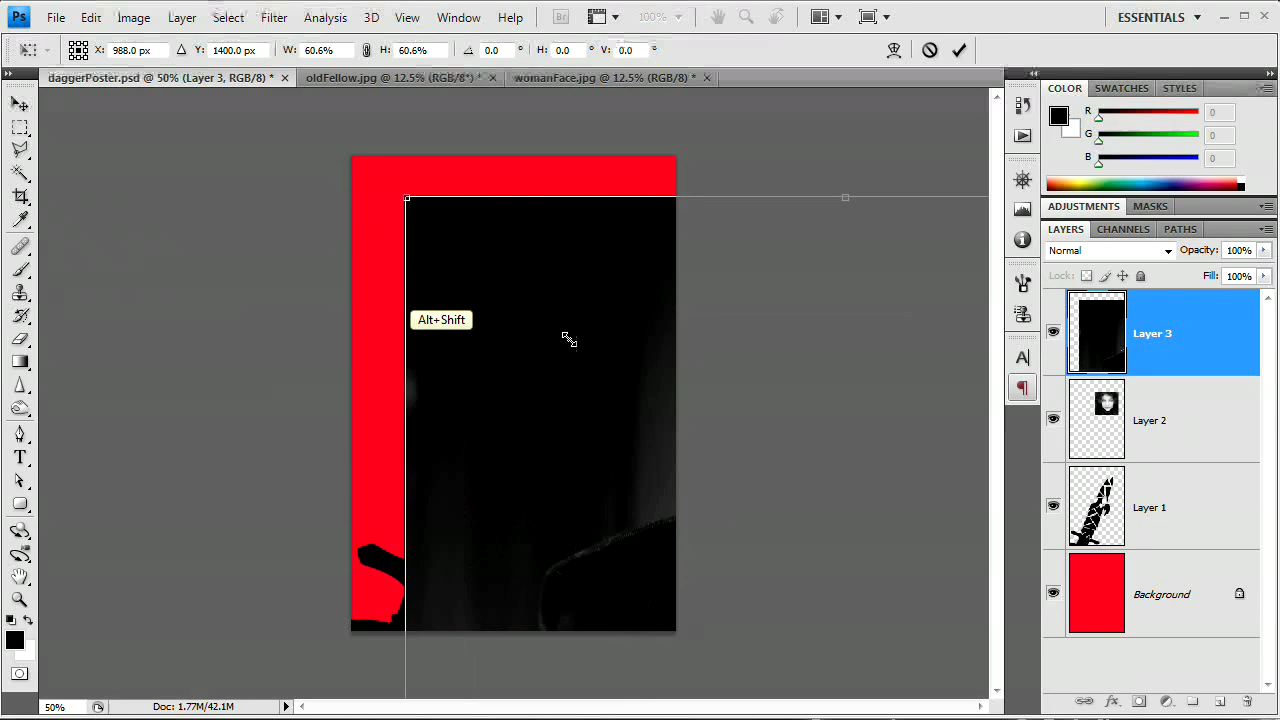 Ps File Edit Image Layer Select Filter Analysis 3D View Window Help Br 100% ESSENTIALS
X: 988.0 px Y: 1400.0 px W: 60.6% H: 60.6% 0.0 ° H: 0.0 ° V: 0.0 °
daggerPoster.psd @ 50% (Layer 3, RGB/8) * oldFellow.jpg @ 12.5% (RGB/8*) * womanFace.jpg @ 12.5% (RGB/8) *
COLOR SWATCHES STYLES
R 0
G 0
B 0
ADJUSTMENTS MASKS
LAYERS CHANNELS PATHS
Normal Opacity: 100%
Lock: Fill: 100%
Alt+Shift
Layer 3
Layer 2
Layer 1
Background
50% Doc: 1.77M/42.1M